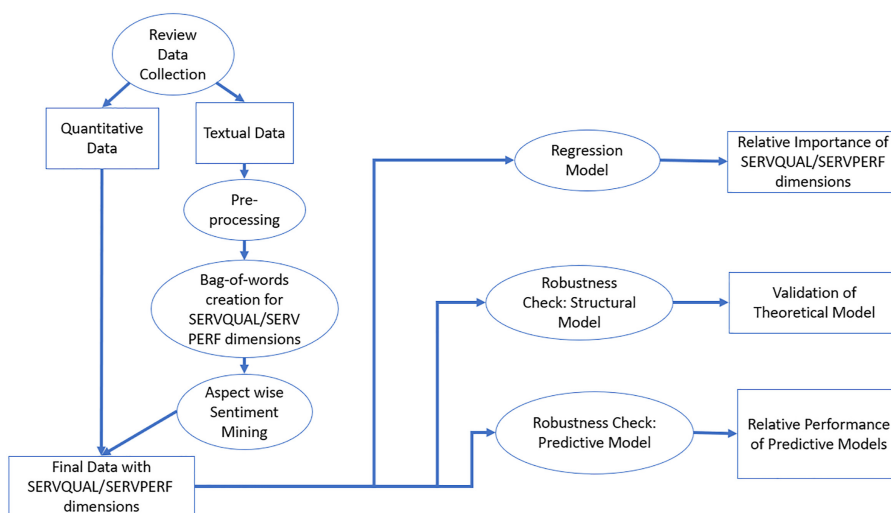 Review
Data
Collection
Quantitative
Data
Textual Data
Pre-
processing
Bag-of-words
creation for
SERVQUAL/SERV
PERF dimensions
Aspect wise
Sentiment
Mining
Final Data with
SERVQUAL/SERVPERF
dimensions
Regression
Model
Relative Importance of
SERVQUAL/SERVPERF
dimensions
Robustness
Check: Structural
Model
Validation of
Theoretical Model
Robustness Check:
Predictive Model
Relative Performance
of Predictive Models